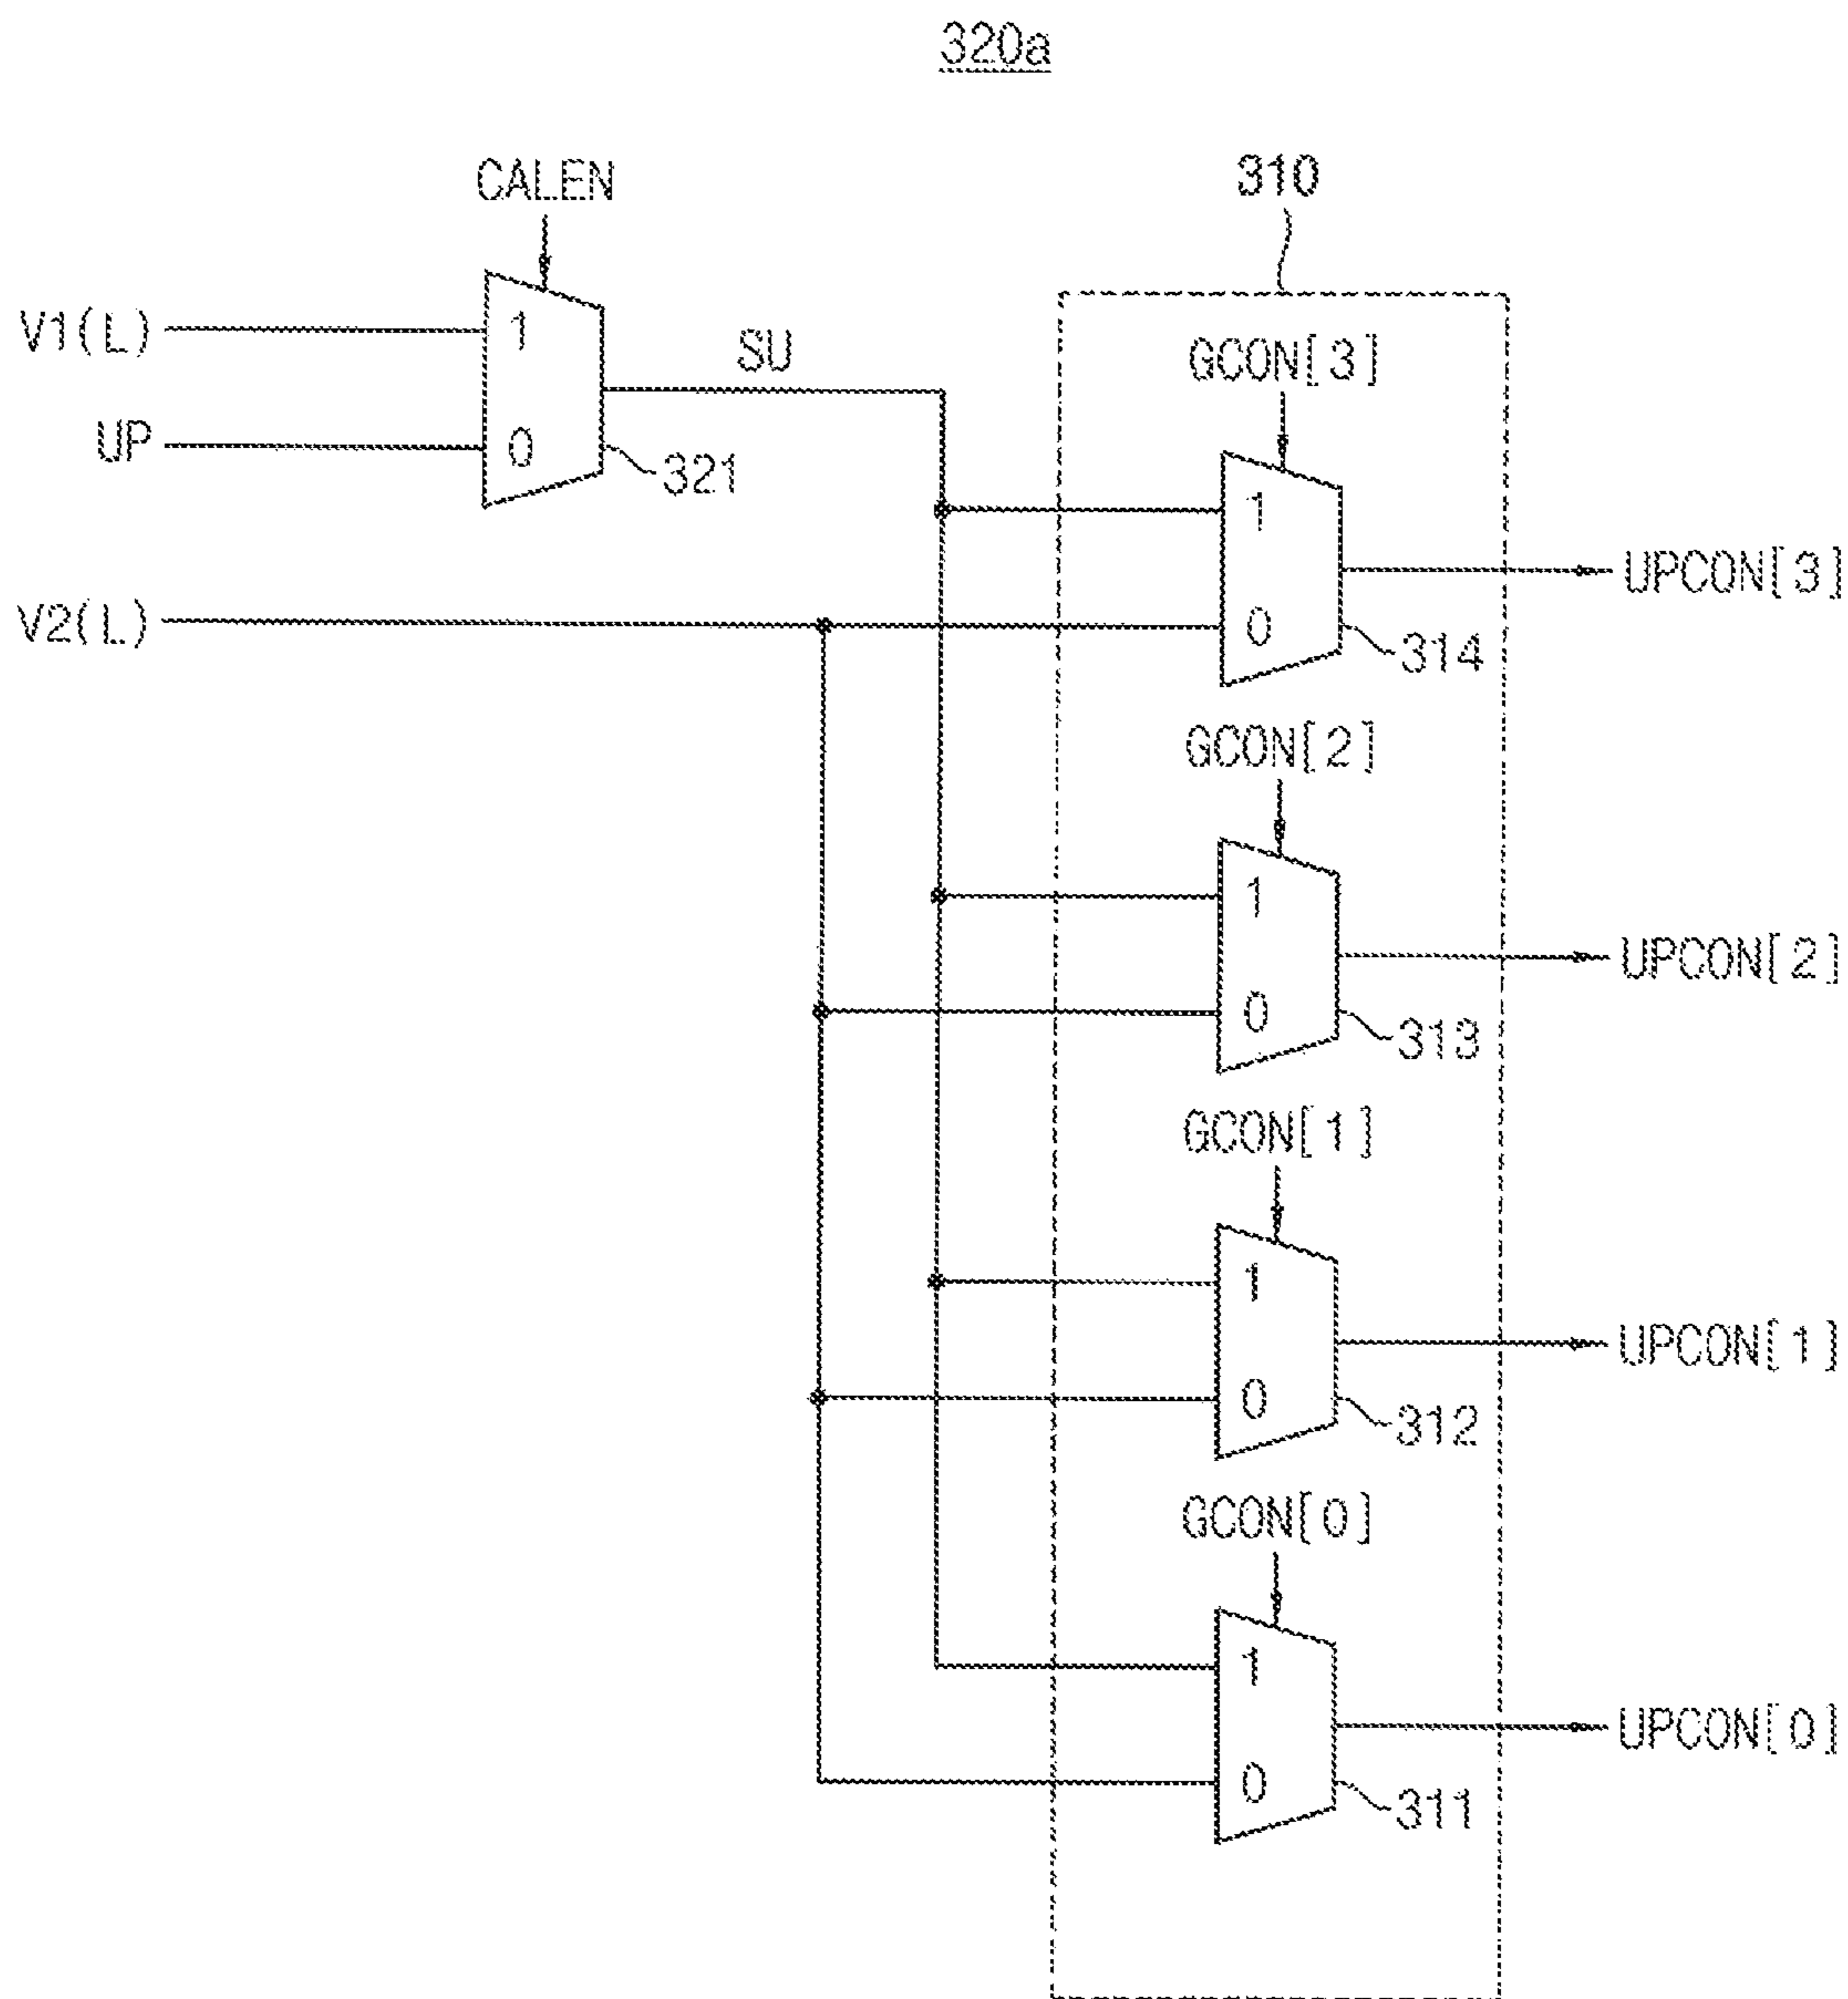 320a
CALEN
310
V1(L)
1
SU
GCON[3]
UP
0
321
1
UPCON[3]
V2(L)
0
314
GCON[2]
1
UPCON[2]
0
313
GCON[1]
1
UPCON[1]
0
312
GCON[0]
1
UPCON[0]
0
311